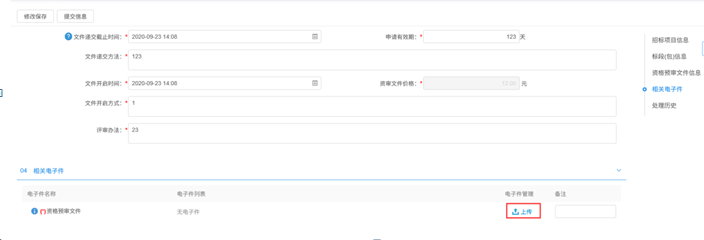 修改保存 提交信息
文件递交截止时间：* 2020-09-23 14:08 申请有效期：* 123 天
招标项目信息
文件递交方法：* 123
标段(包)信息
资格预审文件信息
文件开启时间：* 2020-09-23 14:08 资审文件价格：* 元
相关电子件
文件开启方式：* 1
处理历史
评审办法：* 23
04 相关电子件
电子件名称 电子件列表 电子件管理 备注
资格预审文件 无电子件 上传